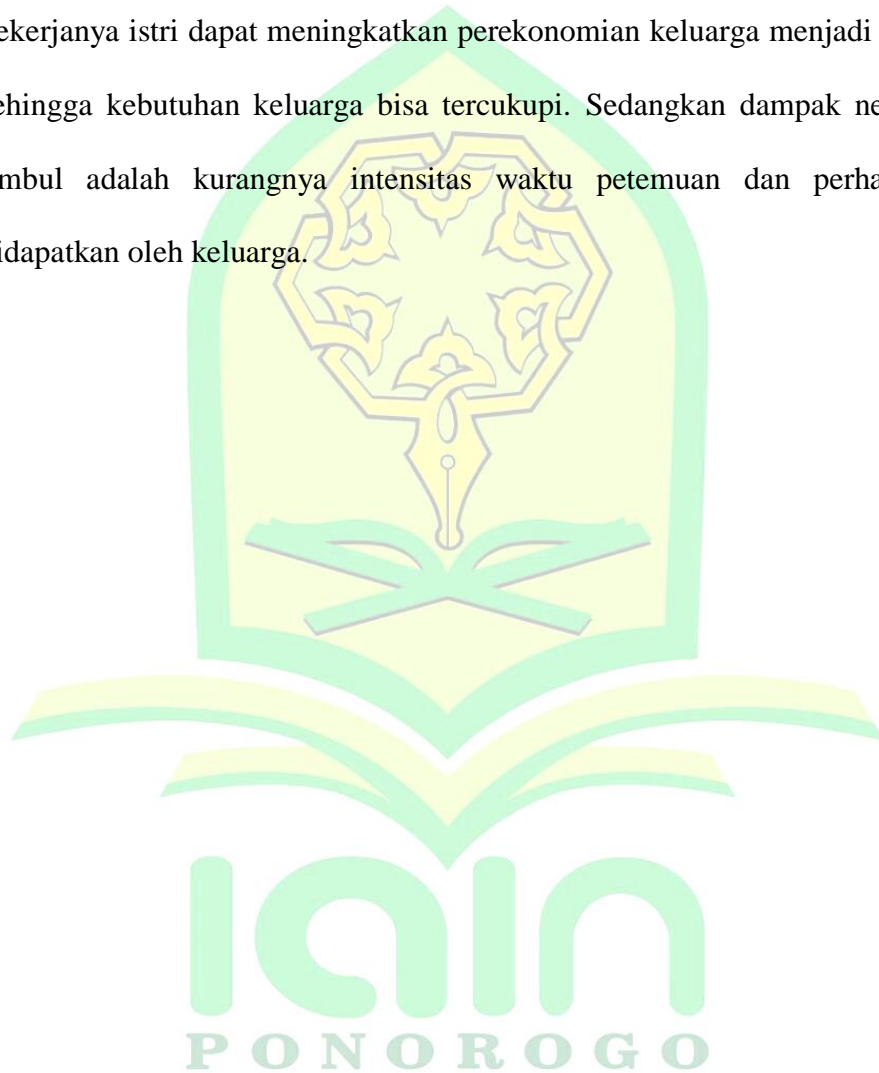 ekerjanya istri dapat meningkatkan perekonomian keluarga menjadi
ehingga kebutuhan keluarga bisa tercukupi. Sedangkan dampak ne
mbul adalah kurangnya intensitas waktu petemuan dan perha
idapatkan oleh keluarga.
iain
PONOROGO